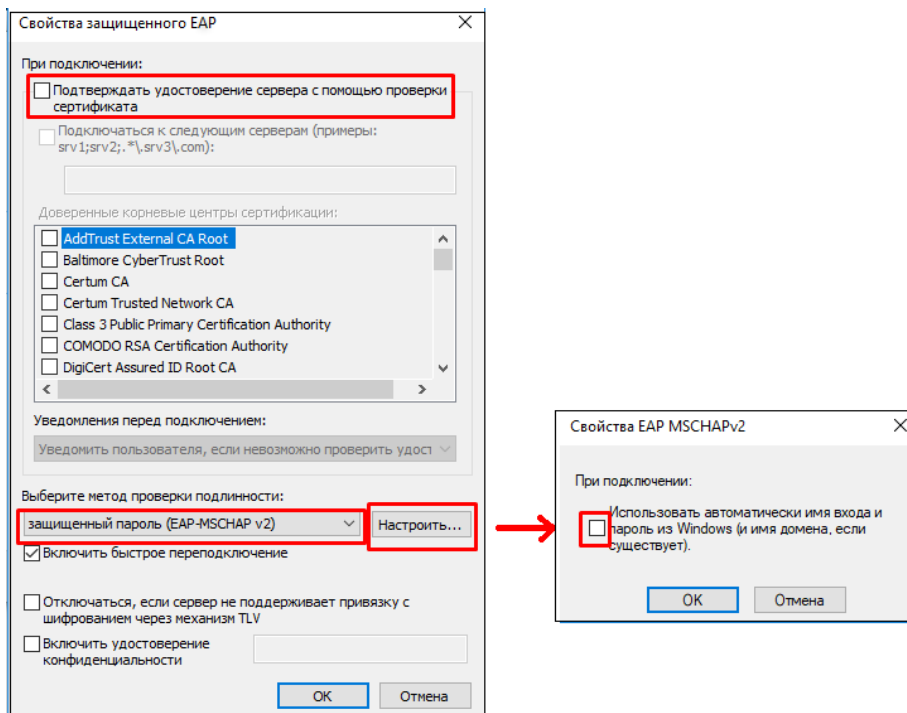 Свойства защищенного EAP
При подключении:
Подтверждать удостоверение сервера с помощью проверки
сертификата
Подключаться к следующим серверам (примеры:
srv1;srv2;.*\.srv3\.com):
Доверенные корневые центры сертификации:
AddTrust External CA Root
Baltimore CyberTrust Root
Certum CA
Certum Trusted Network CA
Class 3 Public Primary Certification Authority
COMODO RSA Certification Authority
DigiCert Assured ID Root CA
Уведомления перед подключением:
Уведомить пользователя, если невозможно проверить удост
Выберите метод проверки подлинности:
защищенный пароль (EAP-MSCHAP v2)
Настроить...
Включить быстрое переподключение
Отключаться, если сервер не поддерживает привязку с
шифрованием через механизм TLV
Включить удостоверение
конфиденциальности
ОК
Отмена
Свойства EAP MSCHAPv2
При подключении:
Использовать автоматически имя входа и
пароль из Windows (и имя домена, если
существует).
ОК
Отмена